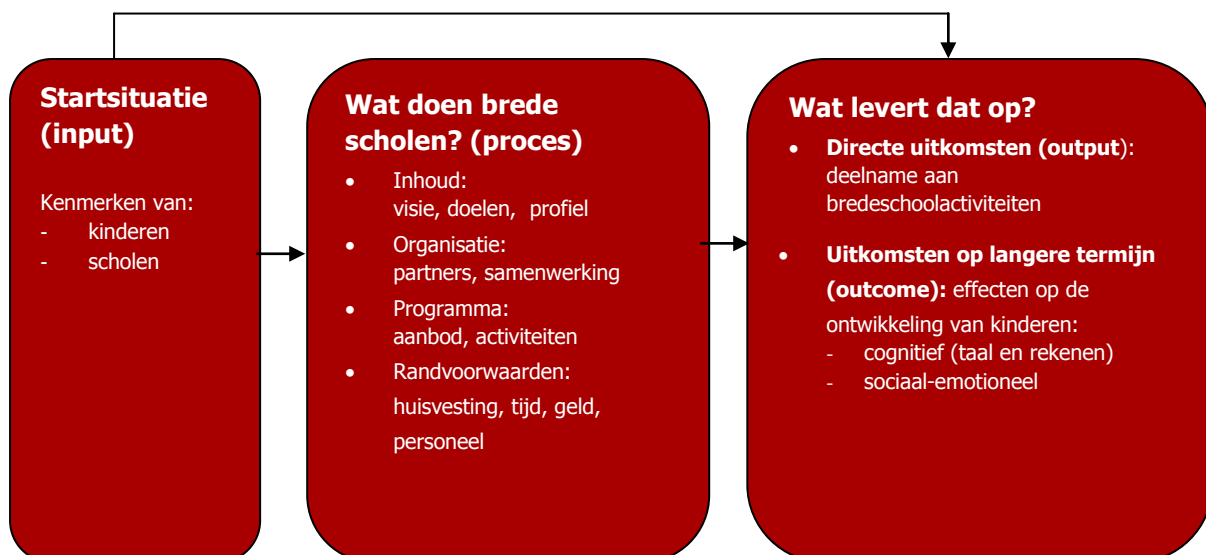 Startsituatie
(input)
Kenmerken van:
- kinderen
- scholen
Wat doen brede
scholen? (proces)
• Inhoud:
visie, doelen, profiel
• Organisatie:
partners, samenwerking
• Programma:
aanbod, activiteiten
• Randvoorwaarden:
huisvesting, tijd, geld,
personeel
Wat levert dat op?
• Directe uitkomsten (output):
deelname aan
bredeschoolactiviteiten
• Uitkomsten op langere termijn
(outcome): effecten op de
ontwikkeling van kinderen:
- cognitief (taal en rekenen)
- sociaal-emotioneel